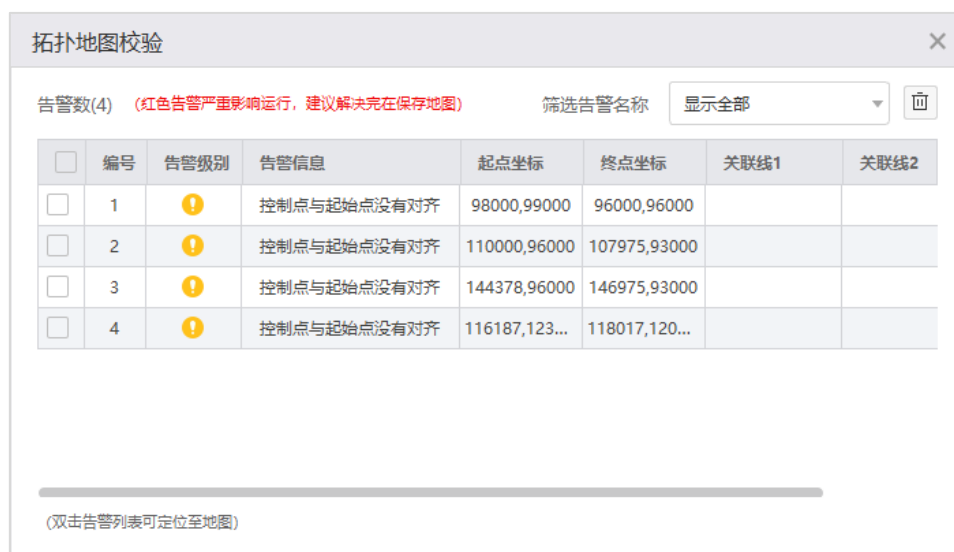 拓扑地图校验
告警数(4) (红色告警严重影响运行，建议解决完在保存地图) 筛选告警名称 显示全部
编号 告警级别 告警信息 起点坐标 终点坐标 关联线1 关联线2
1 控制点与起始点没有对齐 98000,99000 96000,96000
2 控制点与起始点没有对齐 110000,96000 107975,93000
3 控制点与起始点没有对齐 144378,96000 146975,93000
4 控制点与起始点没有对齐 116187,123... 118017,120...
(双击告警列表可定位至地图)